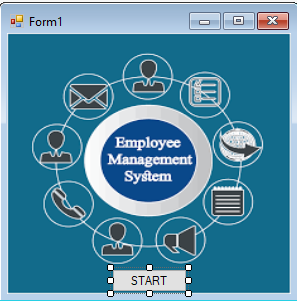 Form1
Employee
Management
System
START